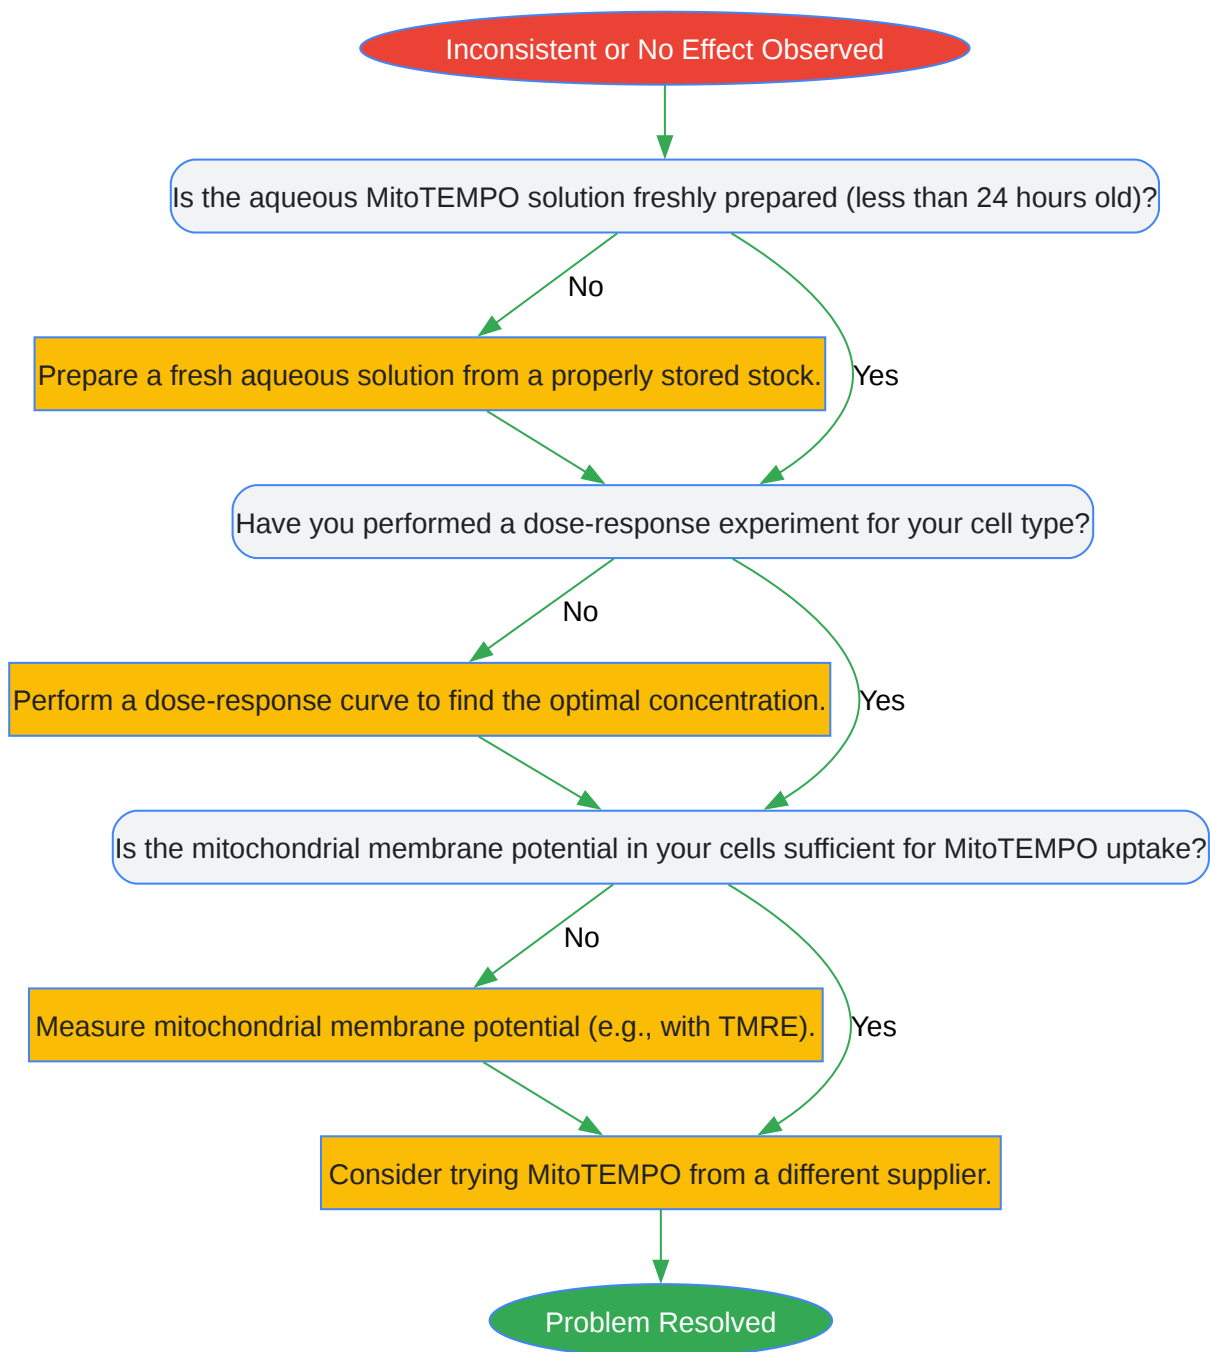 Inconsistent or No Effect Observed
Is the aqueous MitoTEMPO solution freshly prepared (less than 24 hours old)?
No
Prepare a fresh aqueous solution from a properly stored stock.
Yes
Have you performed a dose-response experiment for your cell type?
No
Perform a dose-response curve to find the optimal concentration.
Yes
Is the mitochondrial membrane potential in your cells sufficient for MitoTEMPO uptake?
No
Measure mitochondrial membrane potential (e.g., with TMRE).
Yes
Consider trying MitoTEMPO from a different supplier.
Problem Resolved